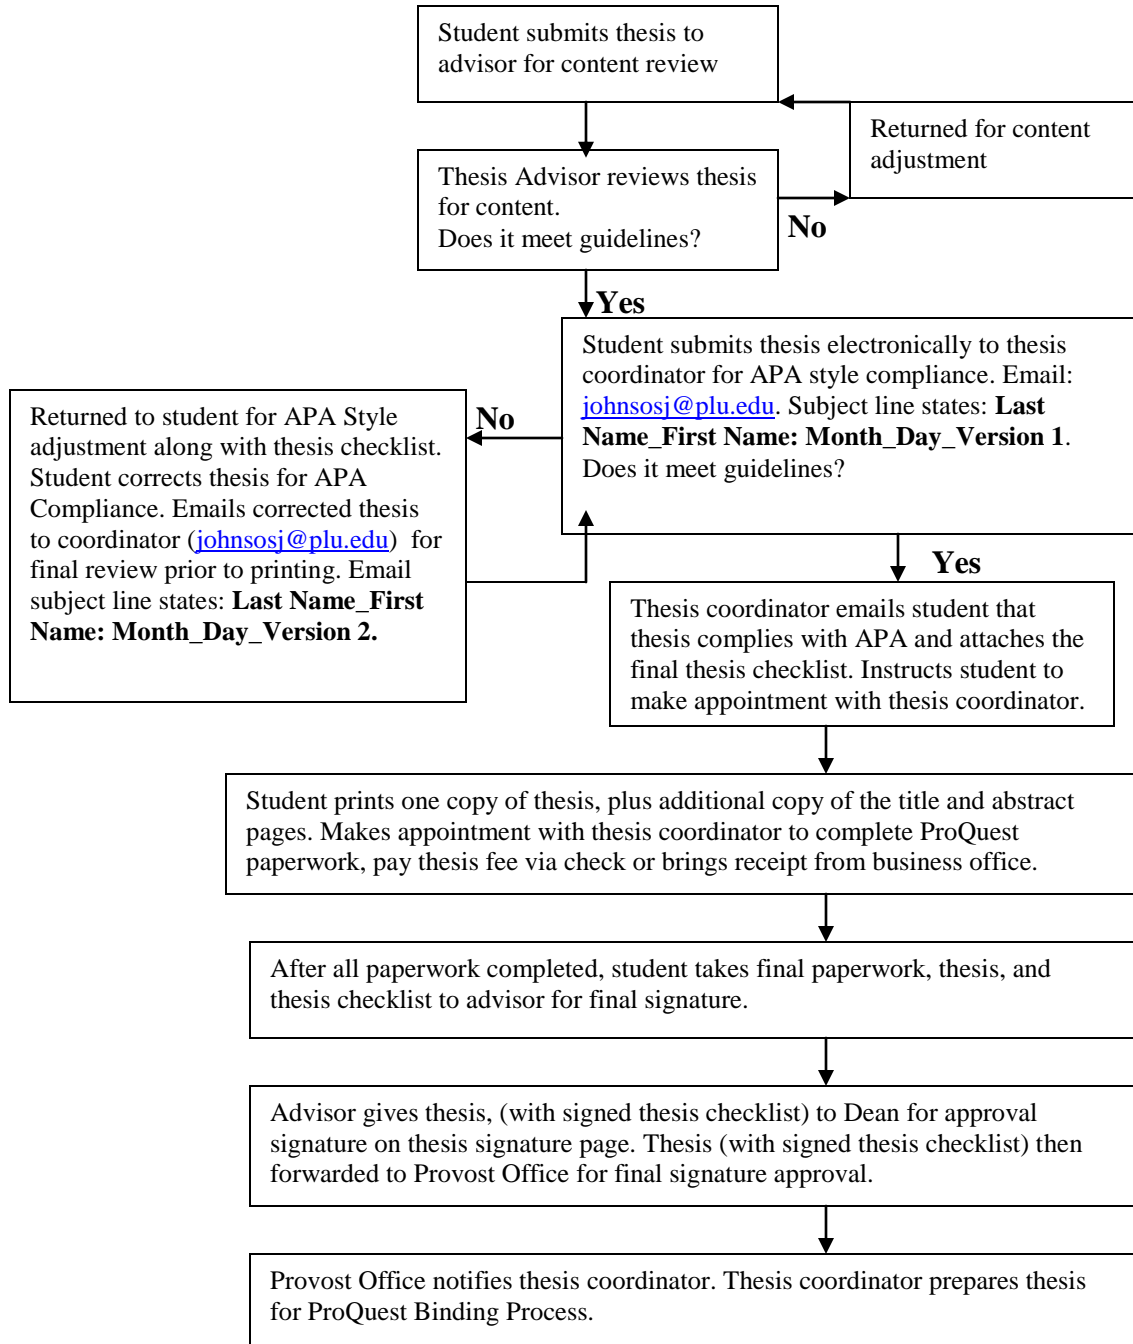 Student submits thesis to
advisor for content review
Returned for content
adjustment
Thesis Advisor reviews thesis
for content.
Does it meet guidelines?
No
Yes
Student submits thesis electronically to thesis
coordinator for APA style compliance. Email:
johnsosj@plu.edu. Subject line states: Last
Name_First Name: Month_Day_Version 1.
Does it meet guidelines?
No
Returned to student for APA Style
adjustment along with thesis checklist.
Student corrects thesis for APA
Compliance. Emails corrected thesis
to coordinator (johnsosj@plu.edu)  for
final review prior to printing. Email
subject line states: Last Name_First
Name: Month_Day_Version 2.
Yes
Thesis coordinator emails student that
thesis complies with APA and attaches the
final thesis checklist. Instructs student to
make appointment with thesis coordinator.
Student prints one copy of thesis, plus additional copy of the title and abstract
pages. Makes appointment with thesis coordinator to complete ProQuest
paperwork, pay thesis fee via check or brings receipt from business office.
After all paperwork completed, student takes final paperwork, thesis, and
thesis checklist to advisor for final signature.
Advisor gives thesis, (with signed thesis checklist) to Dean for approval
signature on thesis signature page. Thesis (with signed thesis checklist) then
forwarded to Provost Office for final signature approval.
Provost Office notifies thesis coordinator. Thesis coordinator prepares thesis
for ProQuest Binding Process.